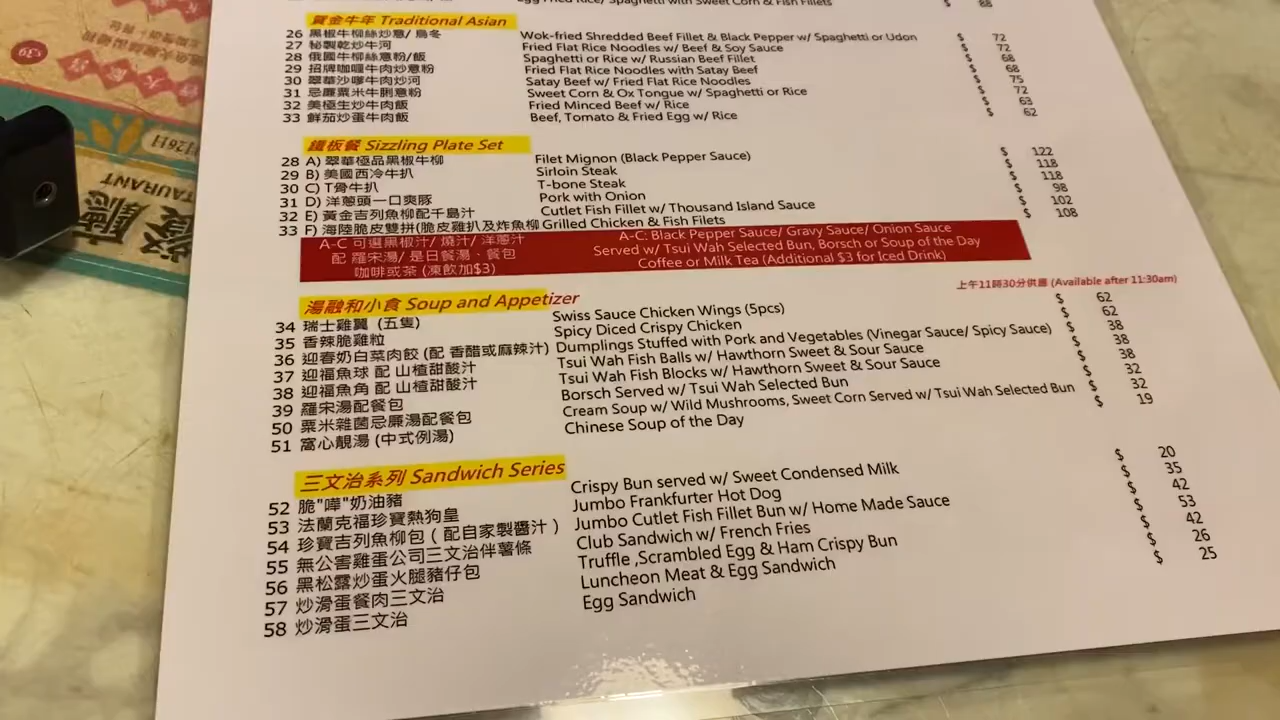 Egg Fried Rice/ Spaghetti with Sweet Corn & Fish Fillets $ 68
賀金牛年 Traditional Asian
26 黑椒牛柳絲炒意/ 烏冬 Wok-fried Shredded Beef Fillet & Black Pepper w/ Spaghetti or Udon $ 72
27 秘製乾炒牛河 Fried Flat Rice Noodles w/ Beef & Soy Sauce $ 72
28 俄國牛柳絲意粉/飯 Spaghetti or Rice w/ Russian Beef Fillet $ 68
29 招牌咖喱牛肉炒意粉 Fried Flat Rice Noodles with Satay Beef $ 68
30 翠華沙嗲牛肉炒河 Satay Beef w/ Fried Flat Rice Noodles $ 75
31 忌廉粟米牛脷意粉 Sweet Corn & Ox Tongue w/ Spaghetti or Rice $ 72
32 美極生炒牛肉飯 Fried Minced Beef w/ Rice $ 63
33 鮮茄炒蛋牛肉飯 Beef, Tomato & Fried Egg w/ Rice $ 62
鐵板餐 Sizzling Plate Set
28 A) 翠華極品黑椒牛柳 Filet Mignon (Black Pepper Sauce) $ 122
29 B) 美國西冷牛扒 Sirloin Steak $ 118
30 C) T骨牛扒 T-bone Steak $ 118
31 D) 洋蔥頭一口爽豚 Pork with Onion $ 98
32 E) 黃金吉列魚柳配千島汁 Cutlet Fish Fillet w/ Thousand Island Sauce $ 102
33 F) 海陸脆皮雙拼(脆皮雞扒及炸魚柳 Grilled Chicken & Fish Filets $ 108
A-C 可選黑椒汁/ 燒汁/ 洋蔥汁 A-C: Black Pepper Sauce/ Gravy Sauce/ Onion Sauce
配 羅宋湯/ 是日餐湯、餐包 Served w/ Tsui Wah Selected Bun, Borsch or Soup of the Day
咖啡或茶 (凍飲加$3) Coffee or Milk Tea (Additional $3 for Iced Drink)
湯融和小食 Soup and Appetizer 上午11時30分供應 (Available after 11:30am)
34 瑞士雞翼 (五隻) Swiss Sauce Chicken Wings (5pcs) $ 62
35 香辣脆雞粒 Spicy Diced Crispy Chicken $ 62
36 迎春奶白菜肉餃 (配 香醋或麻辣汁) Dumplings Stuffed with Pork and Vegetables (Vinegar Sauce/ Spicy Sauce) $ 38
37 迎福魚球 配 山楂甜酸汁 Tsui Wah Fish Balls w/ Hawthorn Sweet & Sour Sauce $ 38
38 迎福魚角 配 山楂甜酸汁 Tsui Wah Fish Blocks w/ Hawthorn Sweet & Sour Sauce $ 38
39 羅宋湯配餐包 Borsch Served w/ Tsui Wah Selected Bun $ 32
50 粟米雜菌忌廉湯配餐包 Cream Soup w/ Wild Mushrooms, Sweet Corn Served w/ Tsui Wah Selected Bun $ 32
51 窩心靚湯 (中式例湯) Chinese Soup of the Day $ 19
三文治系列 Sandwich Series
52 脆"嘩"奶油豬 Crispy Bun served w/ Sweet Condensed Milk $ 20
53 法蘭克福珍寶熱狗皇 Jumbo Frankfurter Hot Dog $ 35
54 珍寶吉列魚柳包 ( 配自家製醬汁 ) Jumbo Cutlet Fish Fillet Bun w/ Home Made Sauce $ 42
55 無公害雞蛋公司三文治伴薯條 Club Sandwich w/ French Fries $ 53
56 黑松露炒蛋火腿豬仔包 Truffle ,Scrambled Egg & Ham Crispy Bun $ 42
57 炒滑蛋餐肉三文治 Luncheon Meat & Egg Sandwich $ 26
58 炒滑蛋三文治 Egg Sandwich $ 25